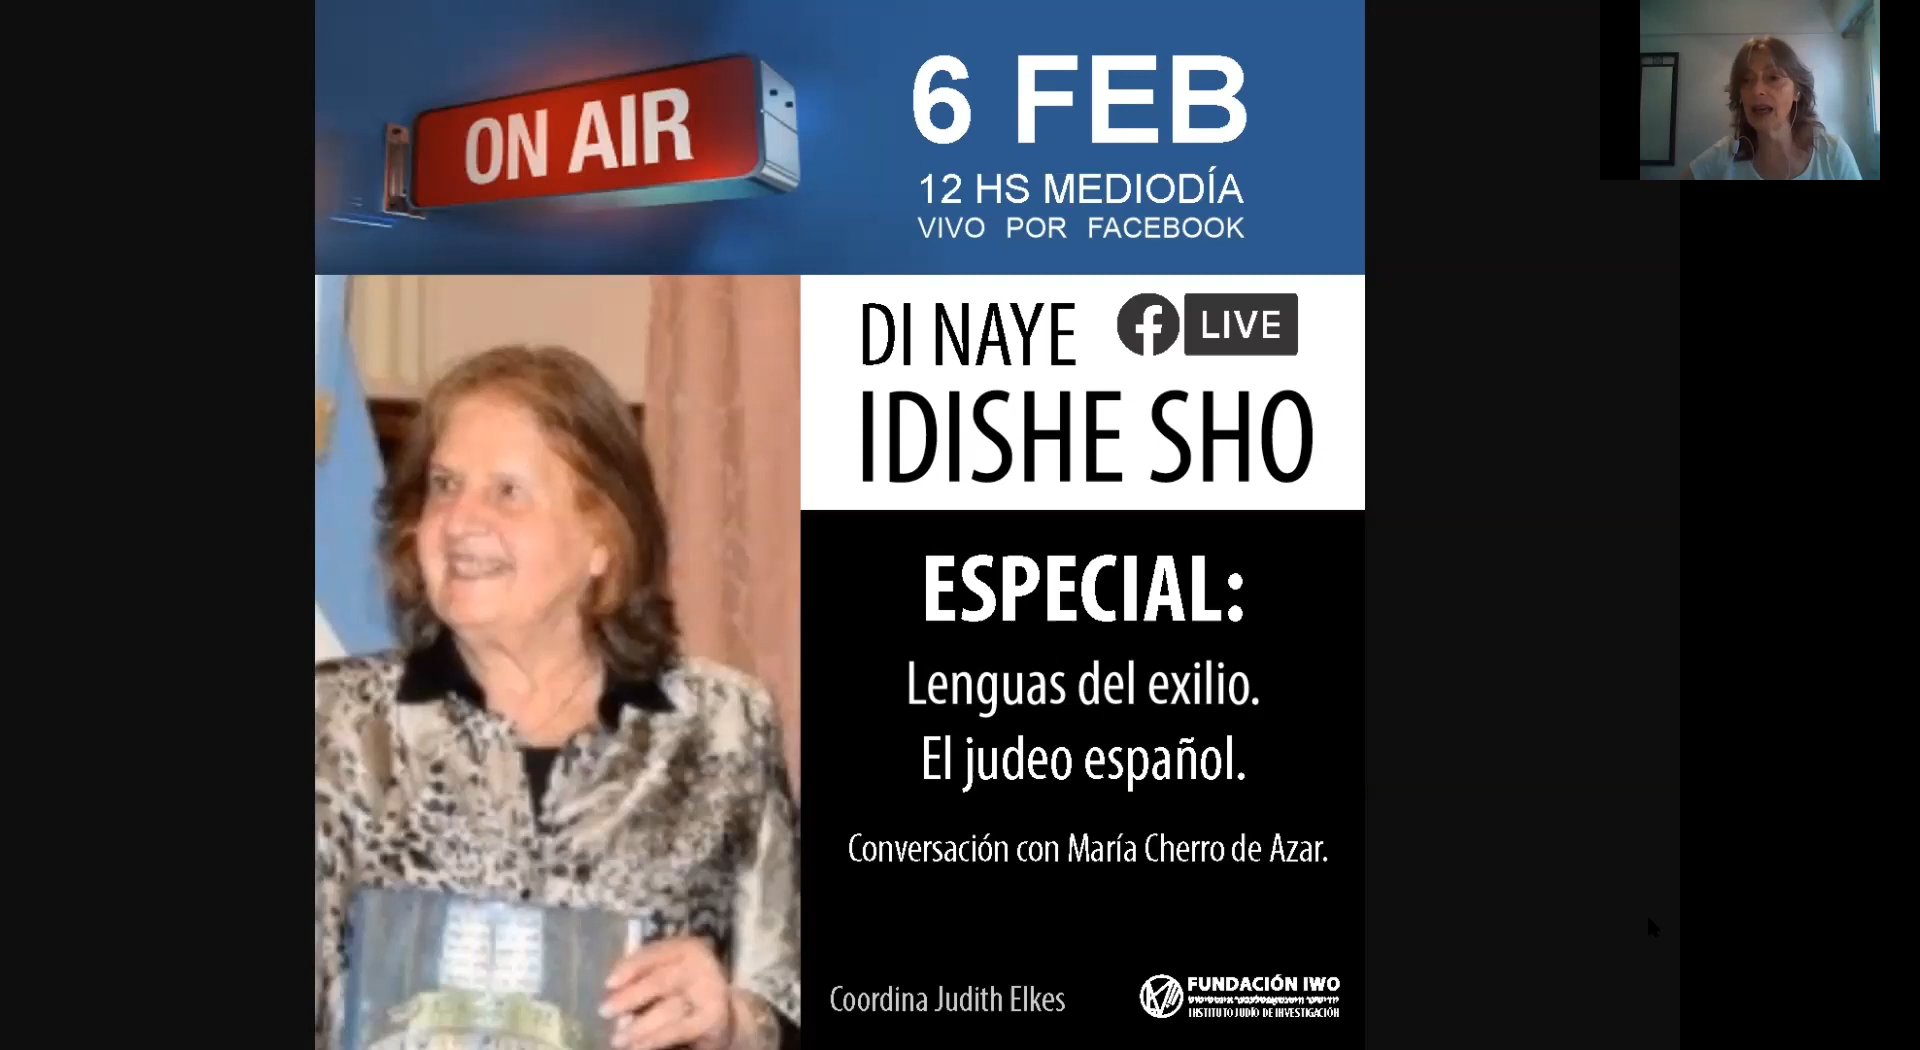 ON AIR
6 FEB
12 HS MEDIODÍA
VIVO POR FACEBOOK
DI NAYE
LIVE
IDISHE SHO
ESPECIAL:
Lenguas del exilio.
El judeo español.
Conversación con María Cherro de Azar.
Coordina Judith Elkes
FUNDACIÓN IWO
INSTITUTO JUDÍO DE INVESTIGACIÓN